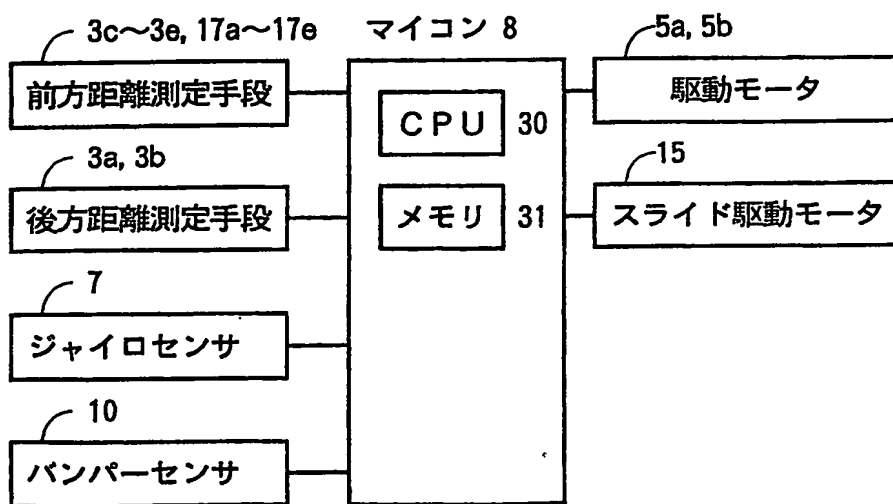 3c～3e, 17a～17e
前方距離測定手段
3a, 3b
後方距離測定手段
7
ジャイロセンサ
10
バンパーセンサ
マイコン 8
CPU 30
メモリ 31
5a, 5b
駆動モータ
15
スライド駆動モータ